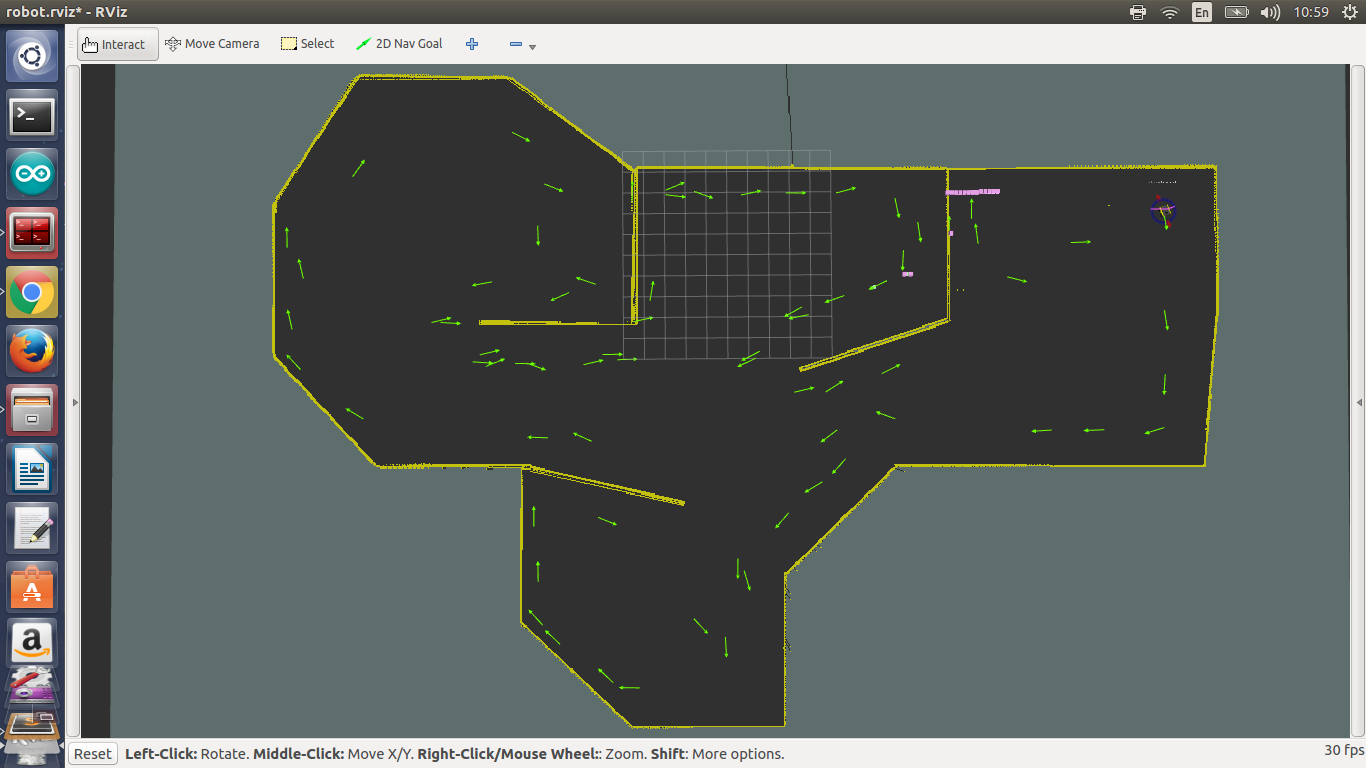 robot.rviz* - RViz
En
10:59
Interact
Move Camera
Select
2D Nav Goal
Reset
Left-Click: Rotate. Middle-Click: Move X/Y. Right-Click/Mouse Wheel:: Zoom. Shift: More options.
30 fps